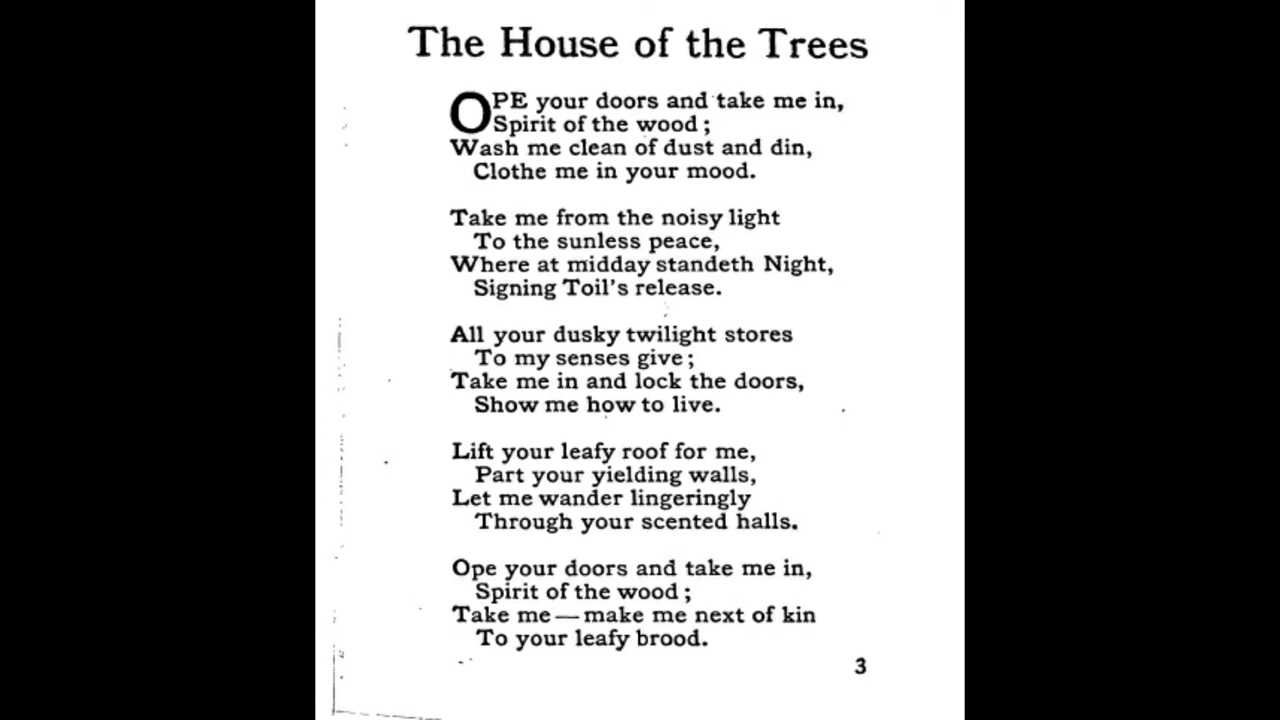 The House of the Trees
OPE your doors and take me in,
Spirit of the wood;
Wash me clean of dust and din,
Clothe me in your mood.
Take me from the noisy light
To the sunless peace,
Where at midday standeth Night,
Signing Toil's release.
All your dusky twilight stores
To my senses give;
Take me in and lock the doors,
Show me how to live.
Lift your leafy roof for me,
Part your yielding walls,
Let me wander lingeringly
Through your scented halls.
Ope your doors and take me in,
Spirit of the wood;
Take me—make me next of kin
To your leafy brood.
3